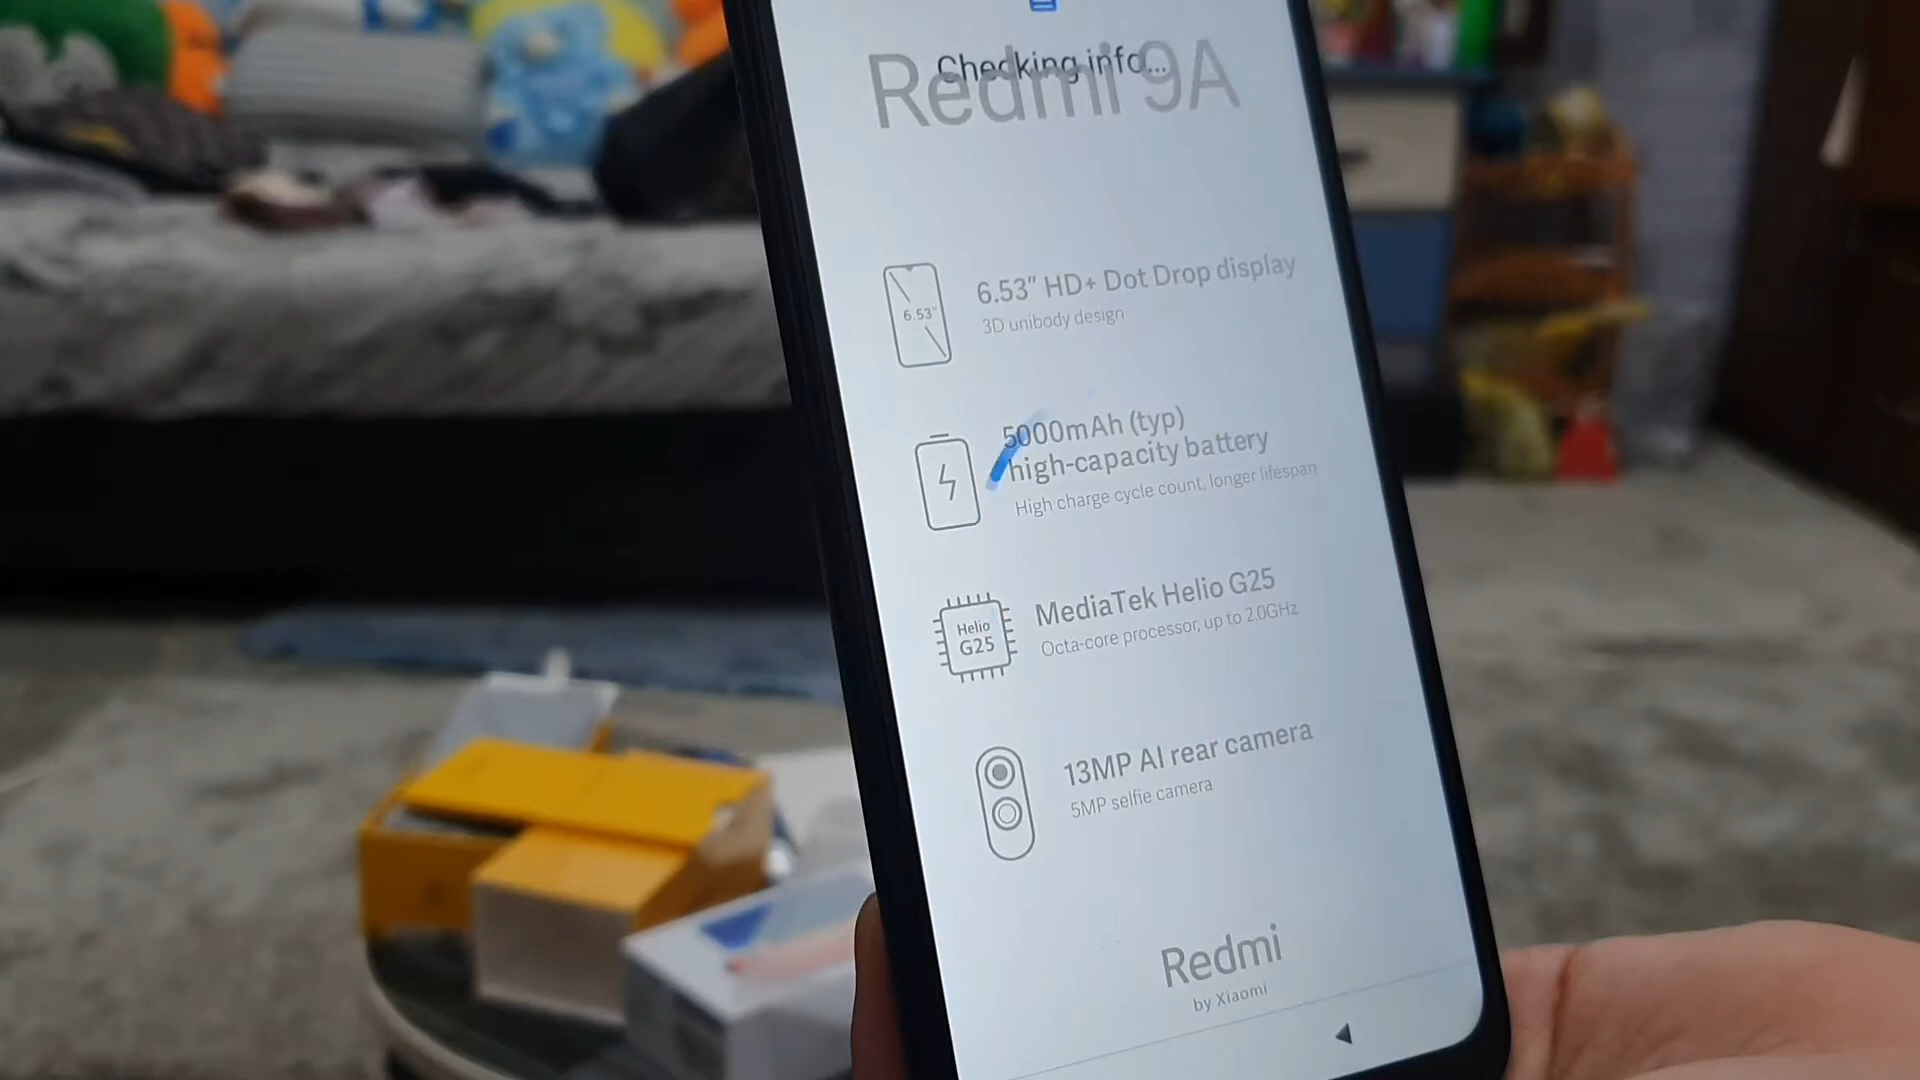 Checking info...
Redmi 9A
6.53"
6.53" HD+ Dot Drop display
3D unibody design
5000mAh (typ)
high-capacity battery
High charge cycle count, longer lifespan
Helio
G25
MediaTek Helio G25
Octa-core processor, up to 2.0GHz
13MP AI rear camera
5MP selfie camera
Redmi
by Xiaomi